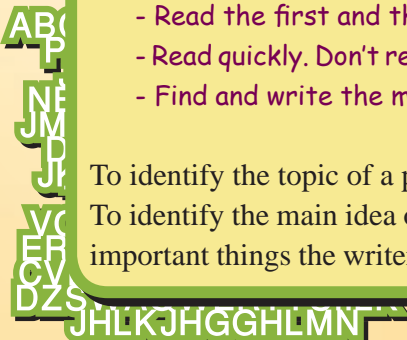 - Read the first and th
- Read quickly. Don't re
- Find and write the m
To identify the topic of a p
To identify the main idea o
important things the writer
JHLKJHGGHLMN